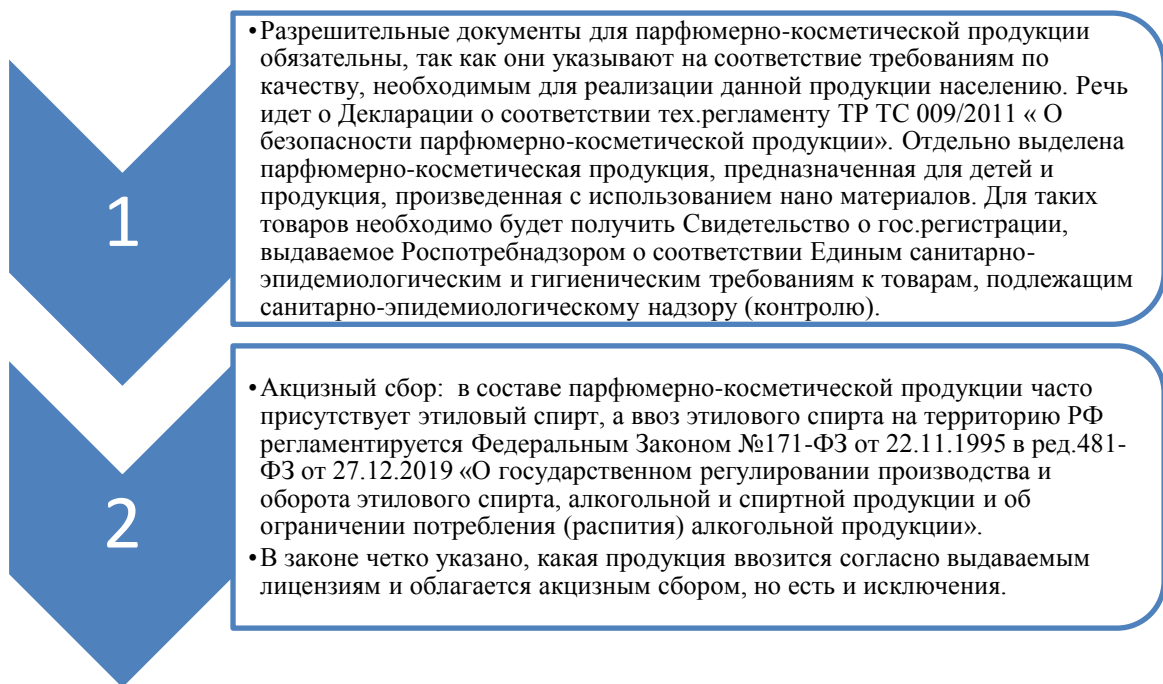 1
•Разрешительные документы для парфюмерно-косметической продукции
обязательны, так как они указывают на соответствие требованиям по
качеству, необходимым для реализации данной продукции населению. Речь
идет о Декларации о соответствии тех.регламенту ТР ТС 009/2011 « О
безопасности парфюмерно-косметической продукции». Отдельно выделена
парфюмерно-косметическая продукция, предназначенная для детей и
продукция, произведенная с использованием нано материалов. Для таких
товаров необходимо будет получить Свидетельство о гос.регистрации,
выдаваемое Роспотребнадзором о соответствии Единым санитарно-
эпидемиологическим и гигиеническим требованиям к товарам, подлежащим
санитарно-эпидемиологическому надзору (контролю).
2
•Акцизный сбор:  в составе парфюмерно-косметической продукции часто
присутствует этиловый спирт, а ввоз этилового спирта на территорию РФ
регламентируется Федеральным Законом №171-ФЗ от 22.11.1995 в ред.481-
ФЗ от 27.12.2019 «О государственном регулировании производства и
оборота этилового спирта, алкогольной и спиртной продукции и об
ограничении потребления (распития) алкогольной продукции».
•В законе четко указано, какая продукция ввозится согласно выдаваемым
лицензиям и облагается акцизным сбором, но есть и исключения.